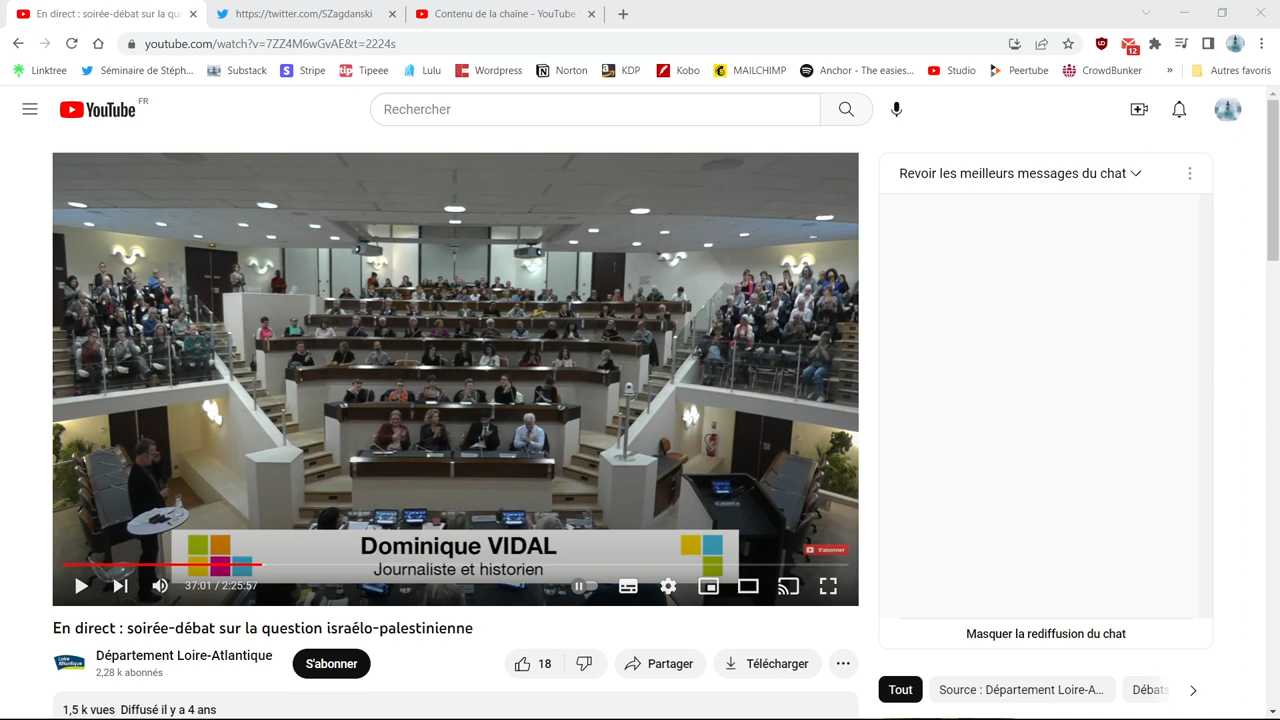 En direct : soirée-débat sur la qu
https://twitter.com/SZagdanski
Contenu de la chaîne - YouTube
youtube.com/watch?v=7ZZ4M6wGvAE&t=2224s
12
Linktree
Séminaire de Stéph...
Substack
Stripe
Tipeee
Lulu
Wordpress
Norton
KDP
Kobo
MAILCHIMP
Anchor - The easies...
Studio
Peertube
CrowdBunker
»
Autres favoris
YouTube FR
Rechercher
Revoir les meilleurs messages du chat
S'abonner
Dominique VIDAL
Journaliste et historien
37:01 / 2:25:57
En direct : soirée-débat sur la question israélo-palestinienne
Masquer la rediffusion du chat
Loire Atlantique
Département Loire-Atlantique
2,28 k abonnés
S'abonner
18
Partager
Télécharger
Tout
Source : Département Loire-A...
Débats
1,5 k vues Diffusé il y a 4 ans